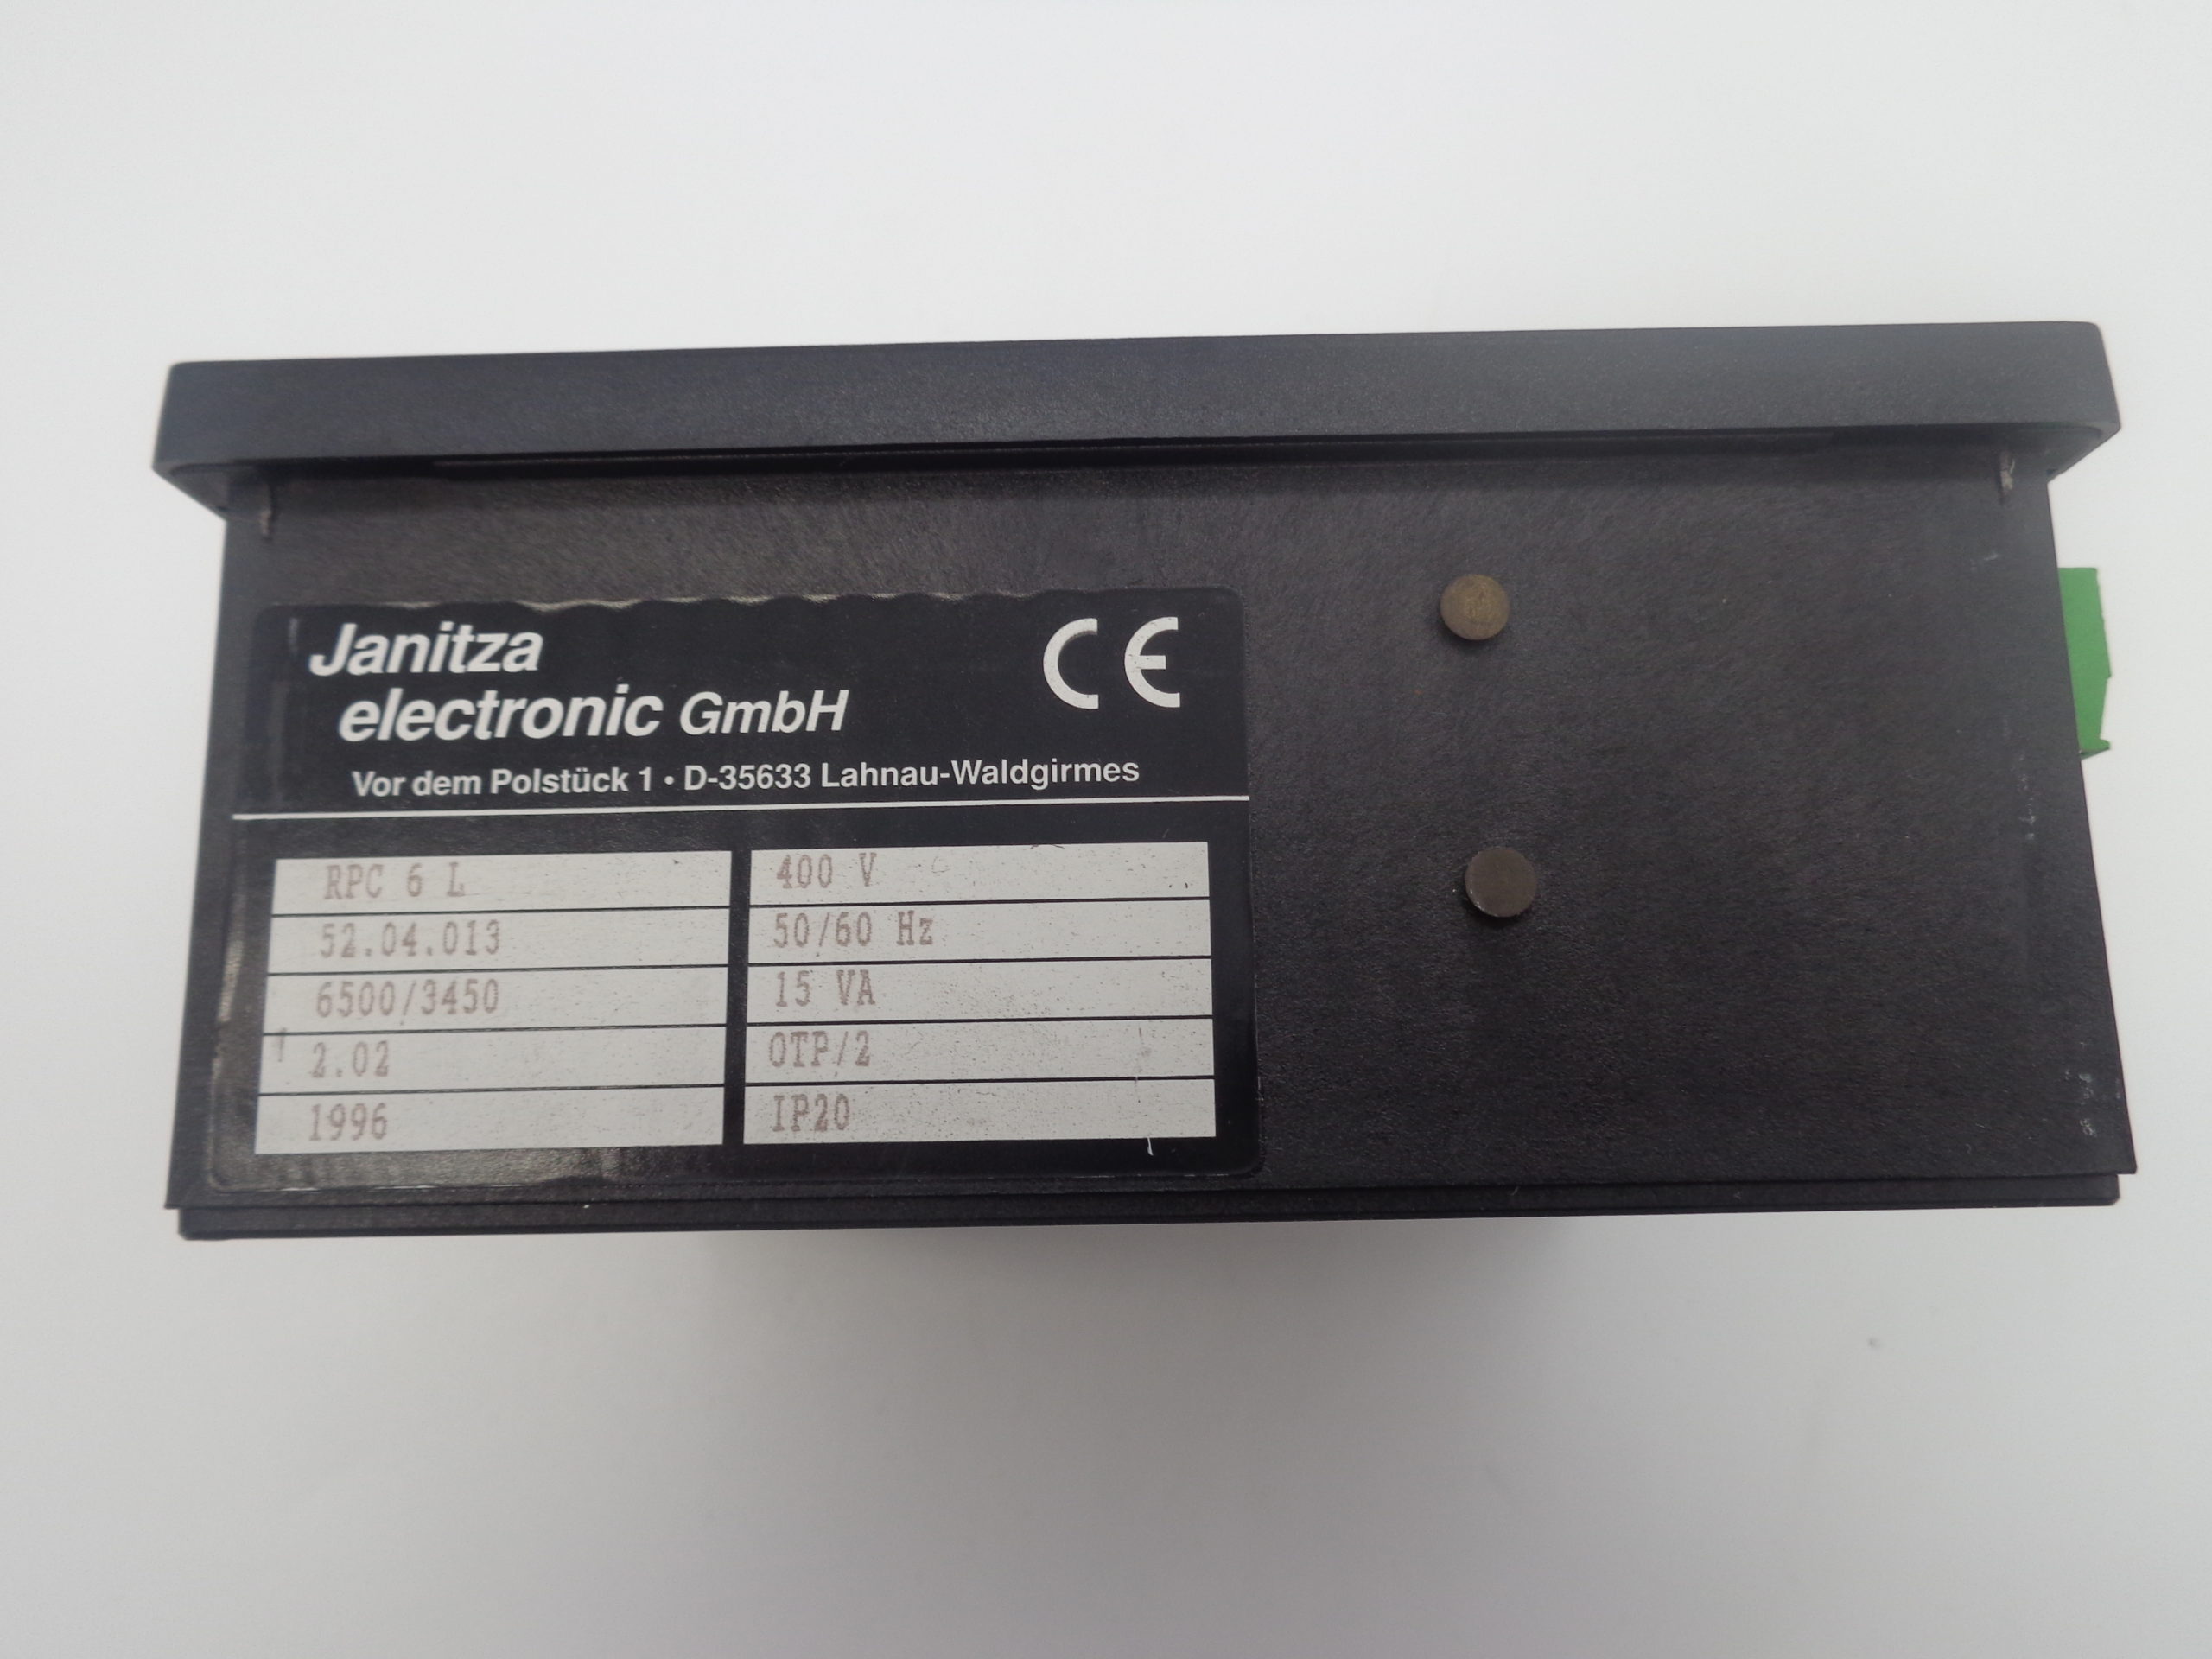 Janitza
electronic GmbH
CE
Vor dem Polstück 1 • D-35633 Lahnau-Waldgirmes
RPC 6 L 400 V
52.04.013 50/60 Hz
6500/3450 15 VA
2.02 OTP/2
1996 IP20